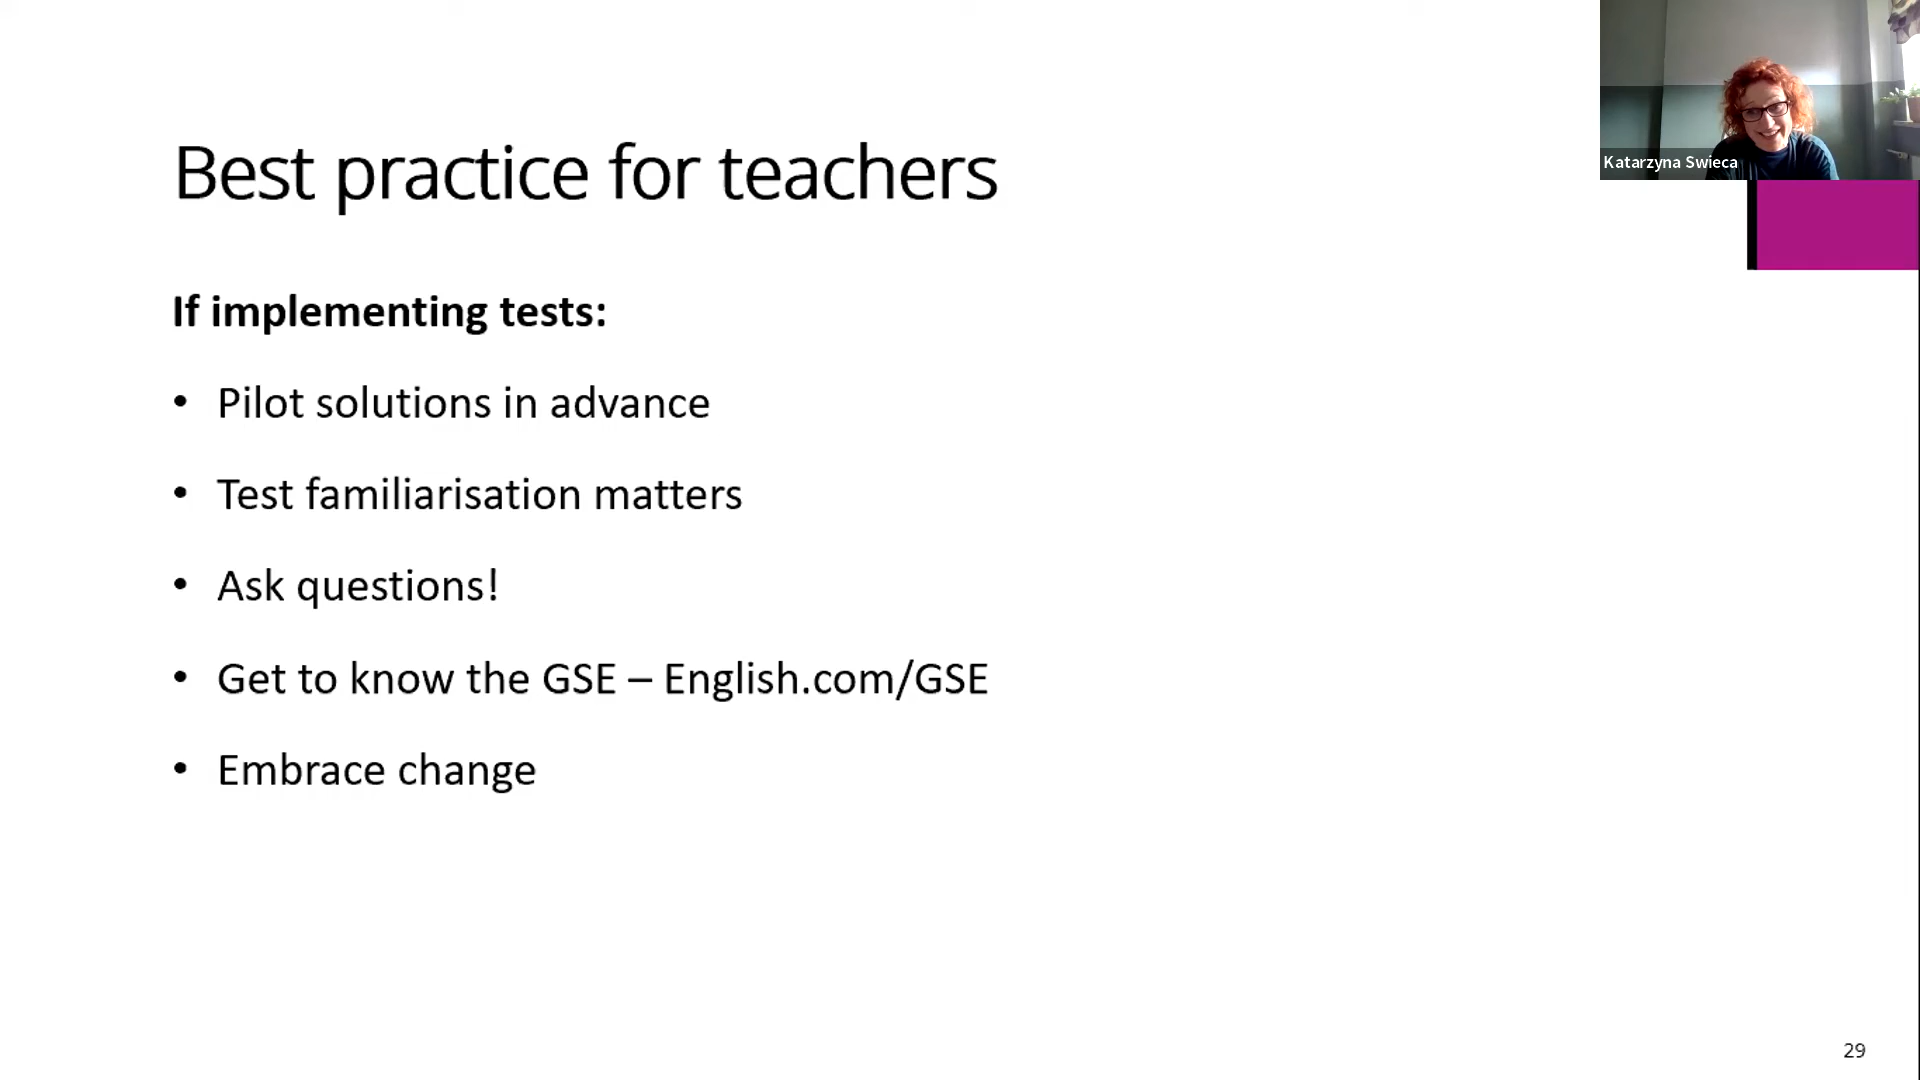 Katarzyna Swieca
Best practice for teachers
If implementing tests:
• Pilot solutions in advance
• Test familiarisation matters
• Ask questions!
• Get to know the GSE – English.com/GSE
• Embrace change
29